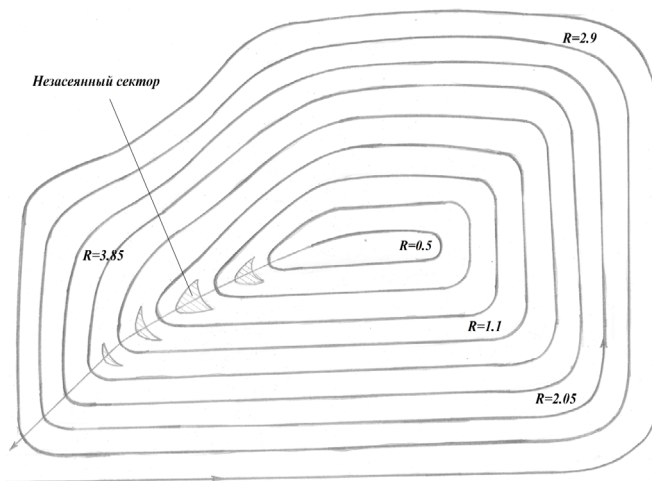 R=2.9
Незасеянный сектор
R=3,85
R=0.5
R=1.1
R=2.05